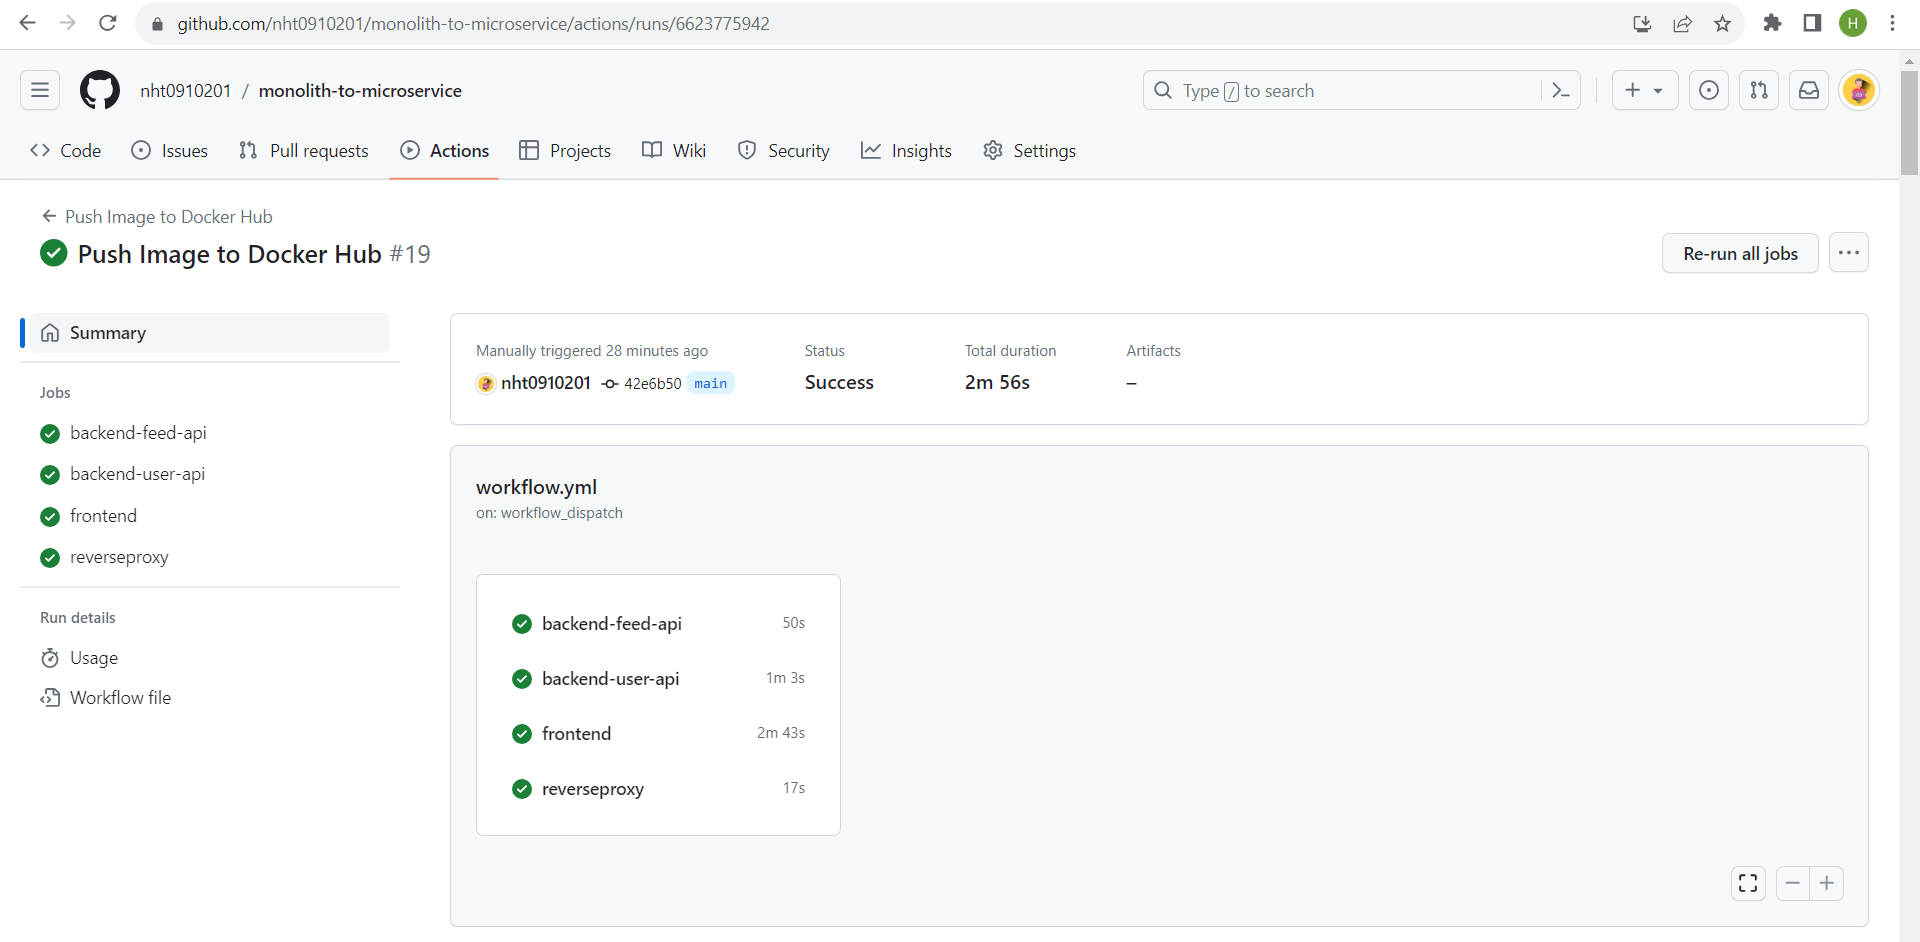 github.com/nht0910201/monolith-to-microservice/actions/runs/6623775942
H
nht0910201 / monolith-to-microservice
Type / to search
Code Issues Pull requests Actions Projects Wiki Security Insights Settings
Push Image to Docker Hub
Push Image to Docker Hub #19
Re-run all jobs
Summary
Jobs
backend-feed-api
backend-user-api
frontend
reverseproxy
Run details
Usage
Workflow file
Manually triggered 28 minutes ago
nht0910201 42e6b50 main
Status
Success
Total duration
2m 56s
Artifacts
–
workflow.yml
on: workflow_dispatch
backend-feed-api 50s
backend-user-api 1m 3s
frontend 2m 43s
reverseproxy 17s